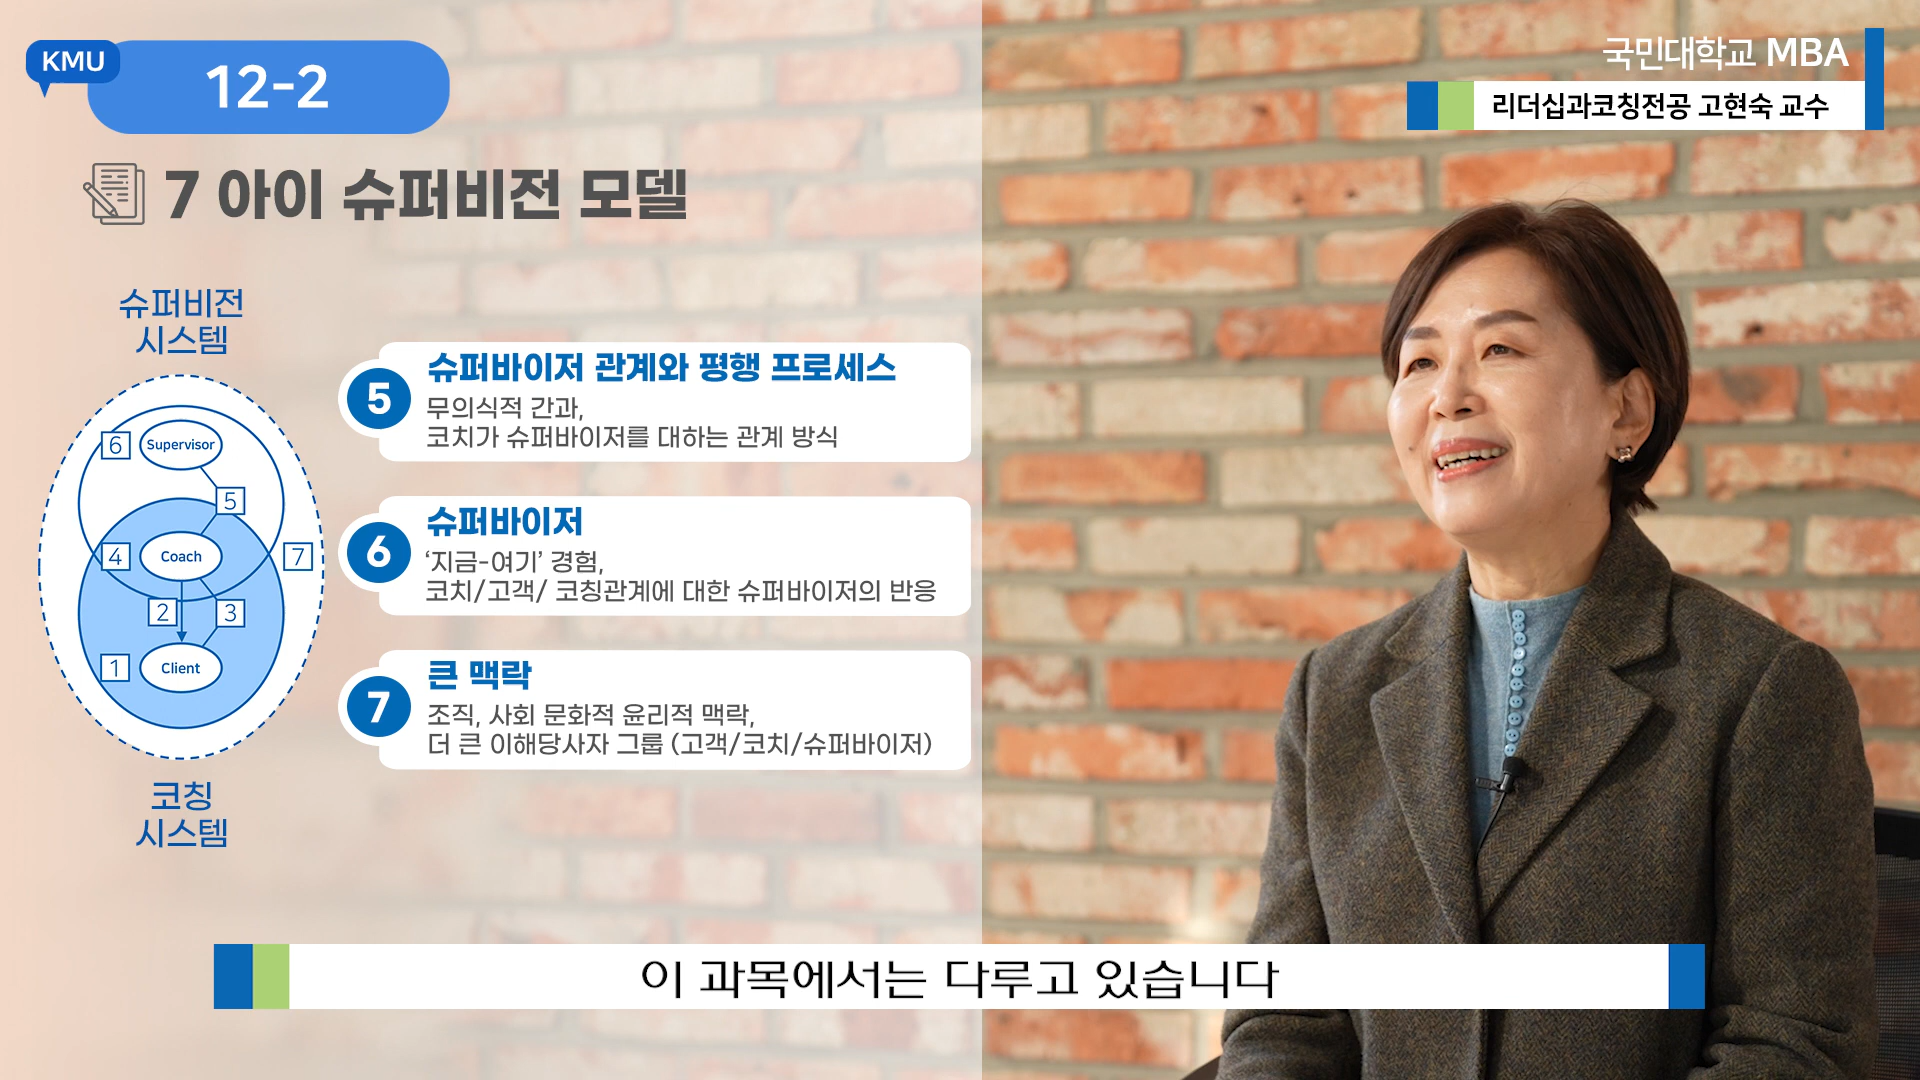 KMU
12-2
국민대학교 MBA
리더십과코칭전공 고현숙 교수
7 아이 슈퍼비전 모델
슈퍼비전
시스템
6
Supervisor
5
4
Coach
7
2
3
1
Client
코칭
시스템
5
슈퍼바이저 관계와 평행 프로세스
무의식적 간과,
코치가 슈퍼바이저를 대하는 관계 방식
6
슈퍼바이저
‘지금-여기’ 경험,
코치/고객/ 코칭관계에 대한 슈퍼바이저의 반응
7
큰 맥락
조직, 사회 문화적 윤리적 맥락,
더 큰 이해당사자 그룹 (고객/코치/슈퍼바이저)
이 과목에서는 다루고 있습니다